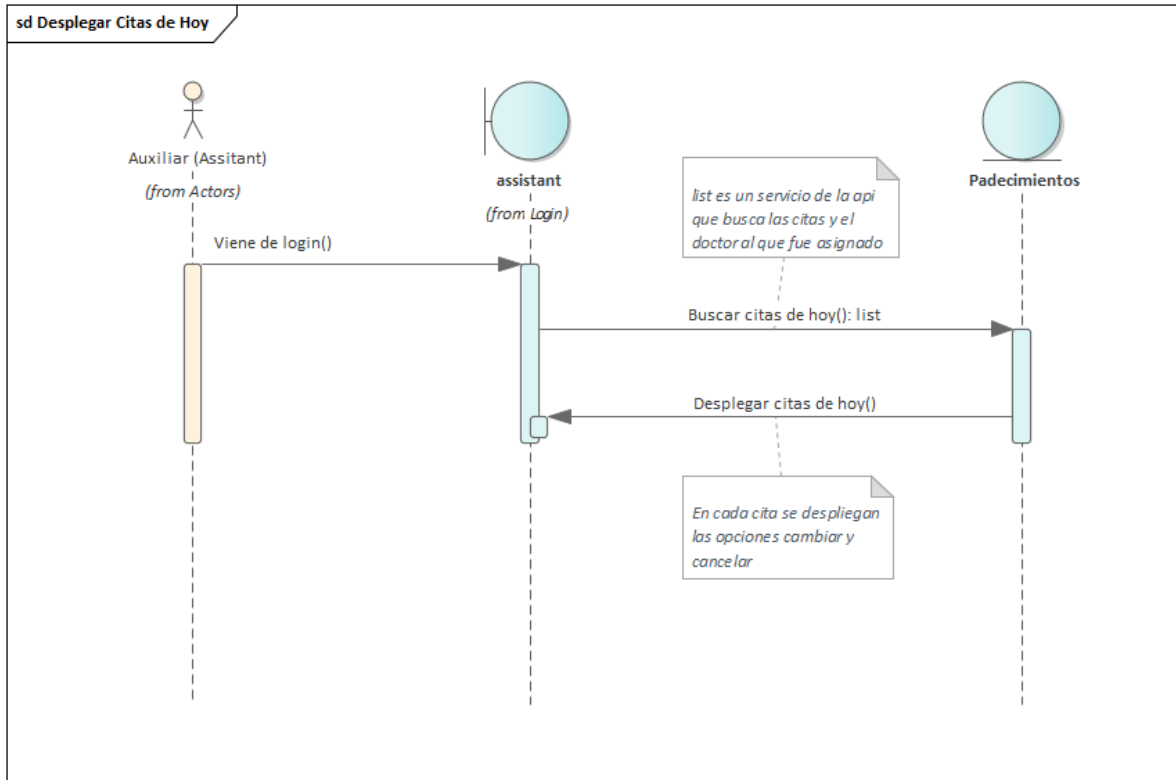 sd Desplegar Citas de Hoy
Auxiliar (Assitant)
(from Actors)
assistant
(from Login)
Padecimientos
list es un servicio de la api
que busca las citas y el
doctor al que fue asignado
Viene de login()
Buscar citas de hoy(): list
Desplegar citas de hoy()
En cada cita se despliegan
las opciones cambiar y
cancelar